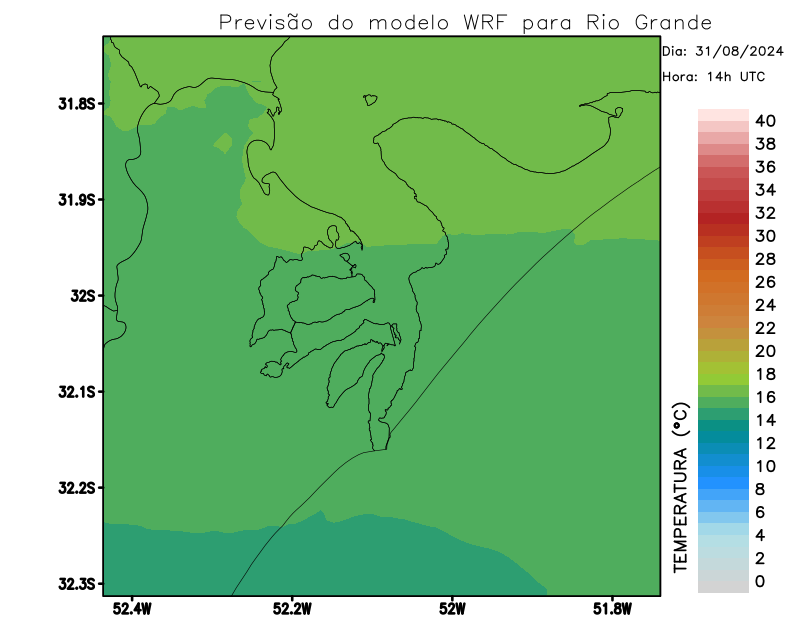 Previsão do modelo WRF para Rio Grande
Dia: 31/08/2024
Hora: 14h UTC
31.8S
31.9S
32S
32.1S
32.2S
32.3S
52.4W
52.2W
52W
51.8W
TEMPERATURA (°C)
40
38
36
34
32
30
28
26
24
22
20
18
16
14
12
10
8
6
4
2
0